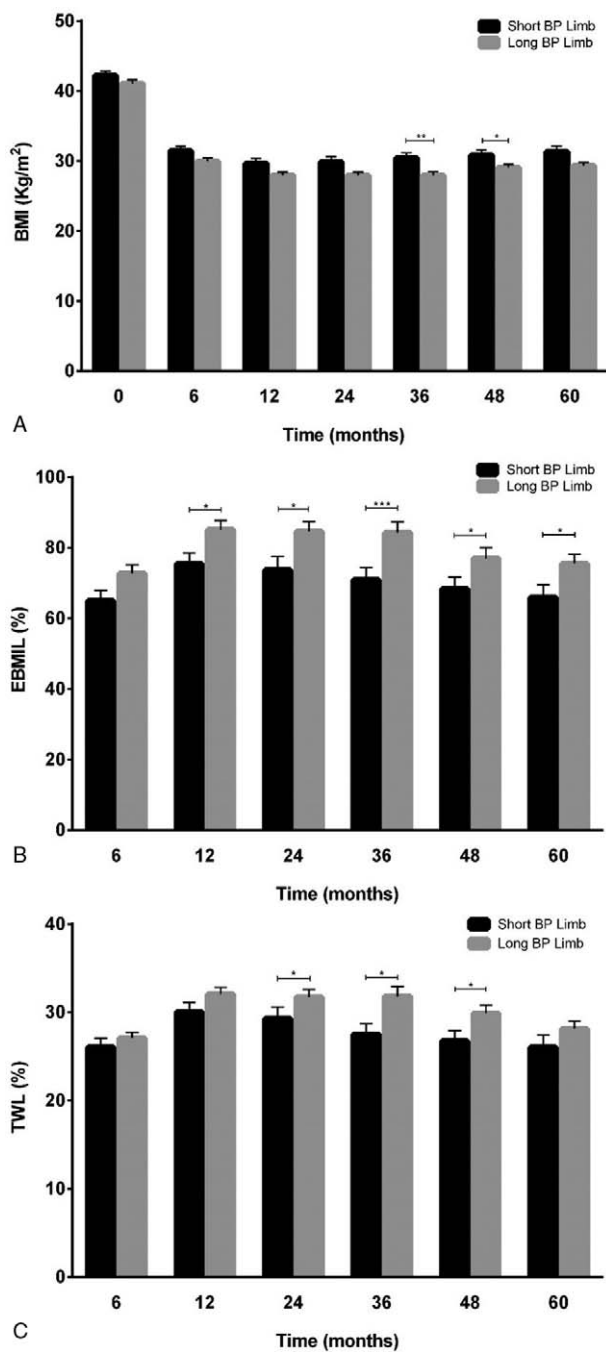 Short BP Limb
Long BP Limb
50
40
30
20
10
0
BMI (Kg/m²)
** *
0 6 12 24 36 48 60
Time (months)
A
Short BP Limb
Long BP Limb
100
80
60
40
20
0
EBMIL (%)
* * *** * *
6 12 24 36 48 60
Time (months)
B
Short BP Limb
Long BP Limb
40
30
20
10
0
TWL (%)
* * *
6 12 24 36 48 60
Time (months)
C